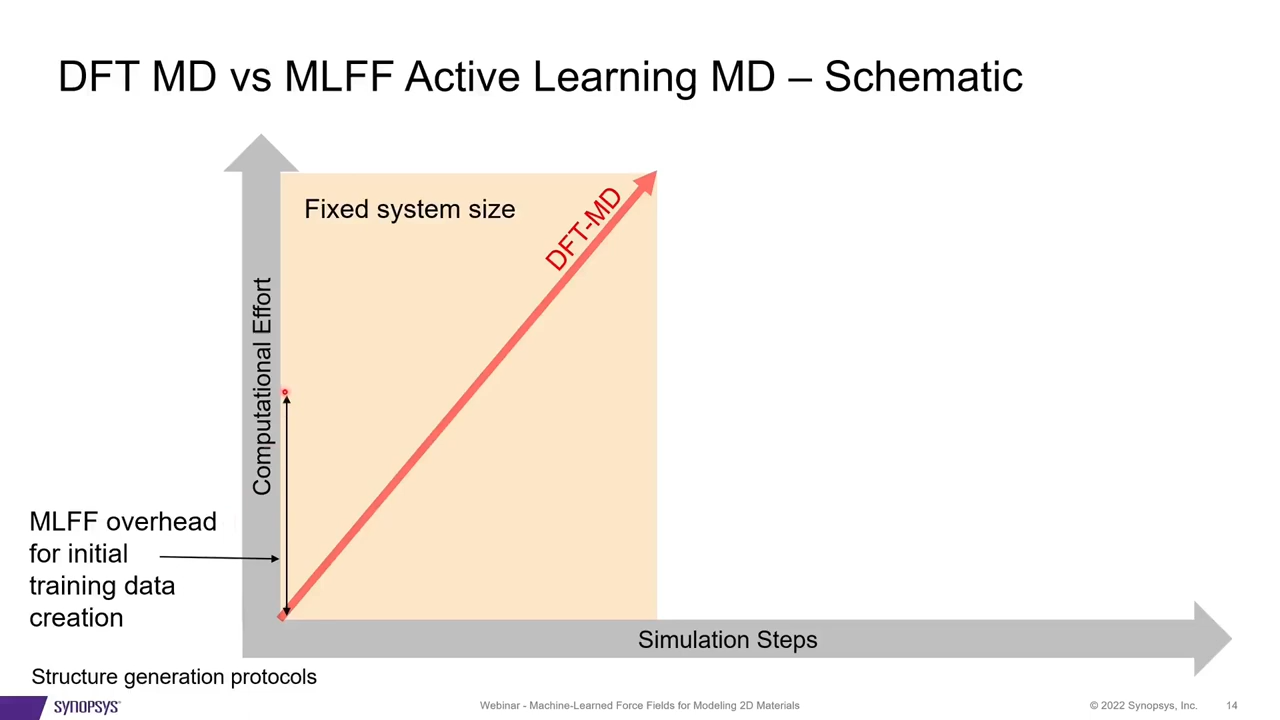 DFT MD vs MLFF Active Learning MD – Schematic
Fixed system size
DFT-MD
Computational Effort
MLFF overhead
for initial
training data
creation
Simulation Steps
Structure generation protocols
SYNOPSYS
Webinar - Machine-Learned Force Fields for Modeling 2D Materials
© 2022 Synopsys, Inc.
14